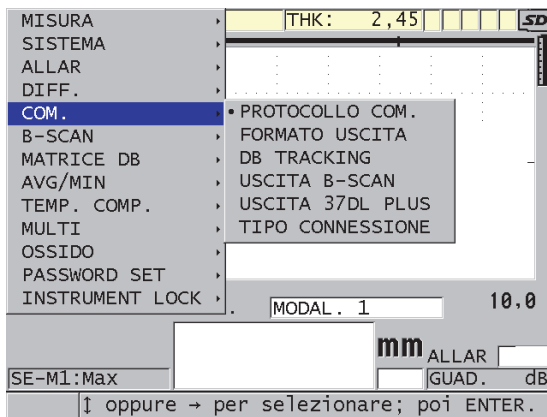 MISURA
SISTEMA
ALLAR
DIFF.
COM.
B-SCAN
MATRICE DB
AVG/MIN
TEMP. COMP.
MULTI
OSSIDO
PASSWORD SET
INSTRUMENT LOCK
THK: 2,45
SD
• PROTOCOLLO COM.
FORMATO USCITA
DB TRACKING
USCITA B-SCAN
USCITA 37DL PLUS
TIPO CONNESSIONE
MODAL. 1
10,0
mm
ALLAR
SE-M1:Max
GUAD. dB
↕ oppure → per selezionare; poi ENTER.